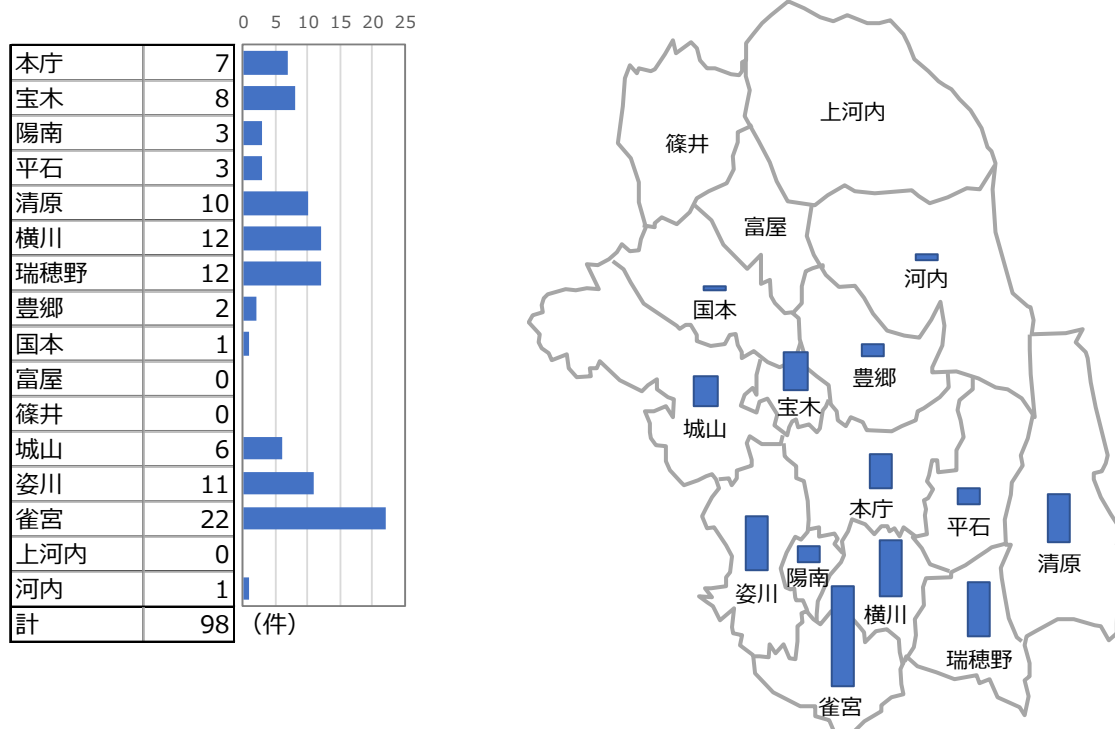 0 5 10 15 20 25
本庁 7
宝木 8
陽南 3
平石 3
清原 10
横川 12
瑞穂野 12
豊郷 2
国本 1
富屋 0
篠井 0
城山 6
姿川 11
雀宮 22
上河内 0
河内 1
計 98 （件）
上河内
篠井
富屋
河内
国本
豊郷
宝木
城山
本庁
平石
清原
陽南
姿川
横川
瑞穂野
雀宮